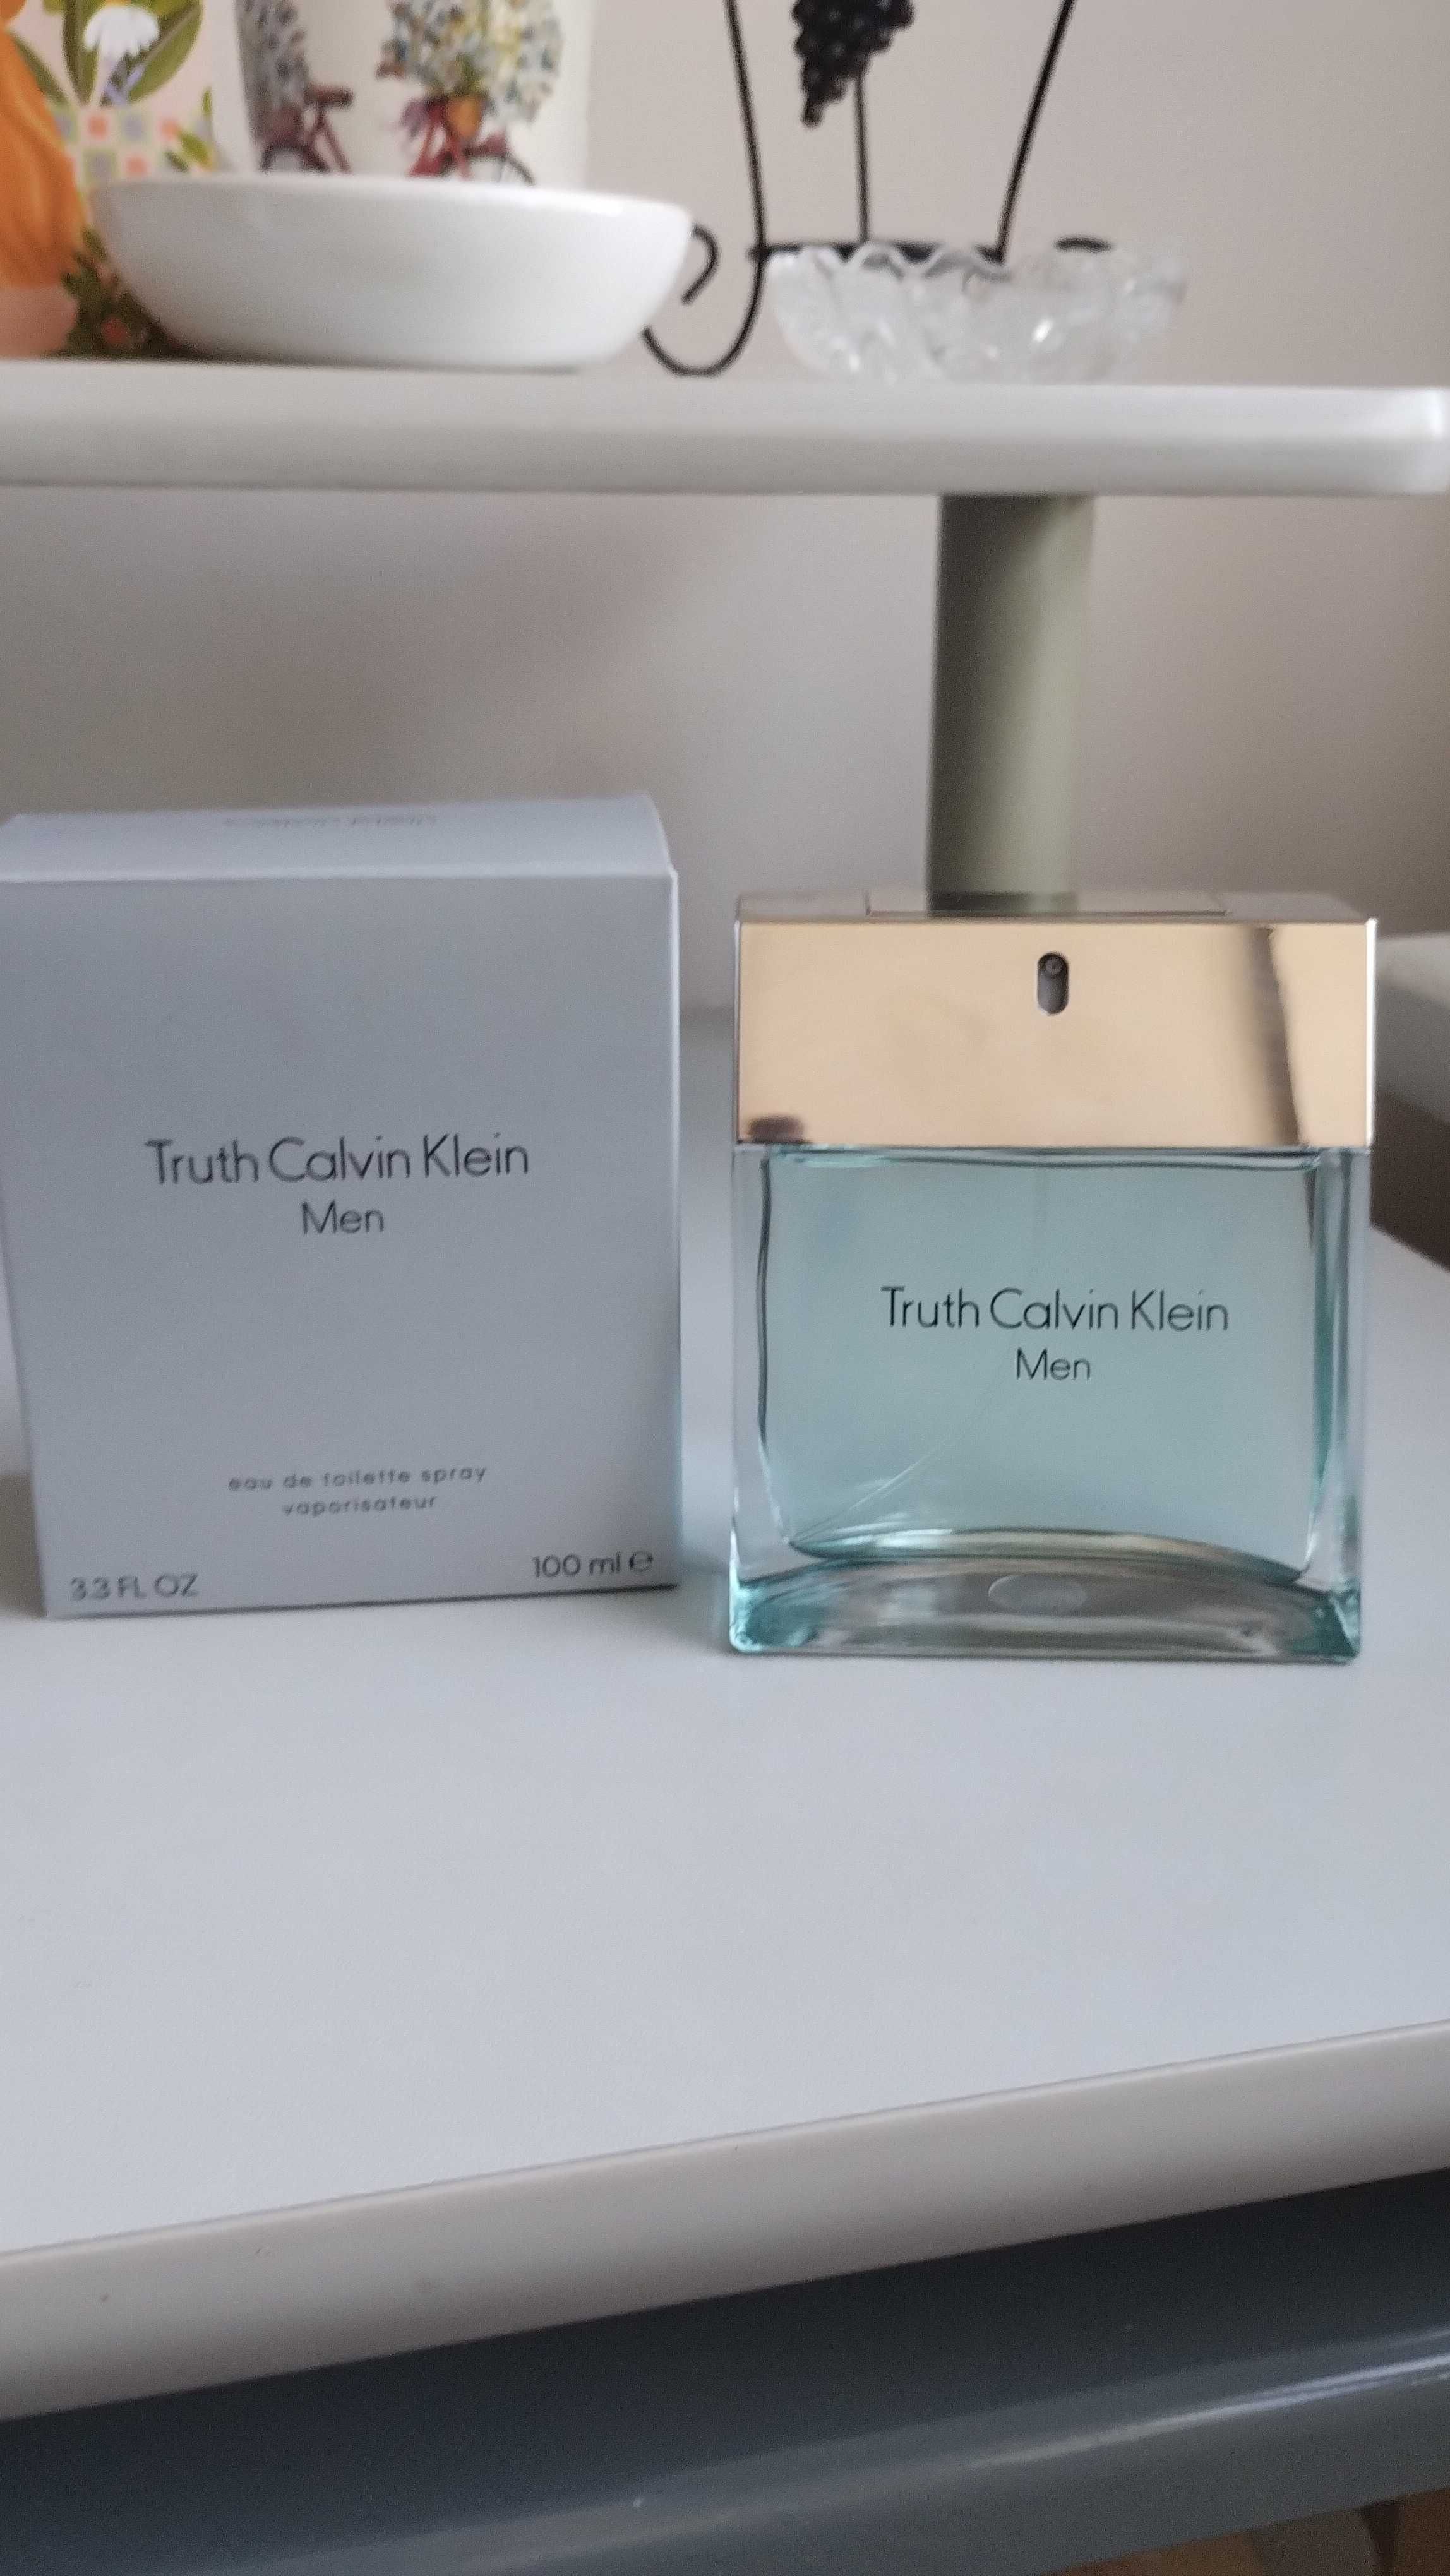 Truth Calvin Klein
Men
eau de toilette spray
vaporisateur
3.3 FL OZ
100 ml ℮
Truth Calvin Klein
Men